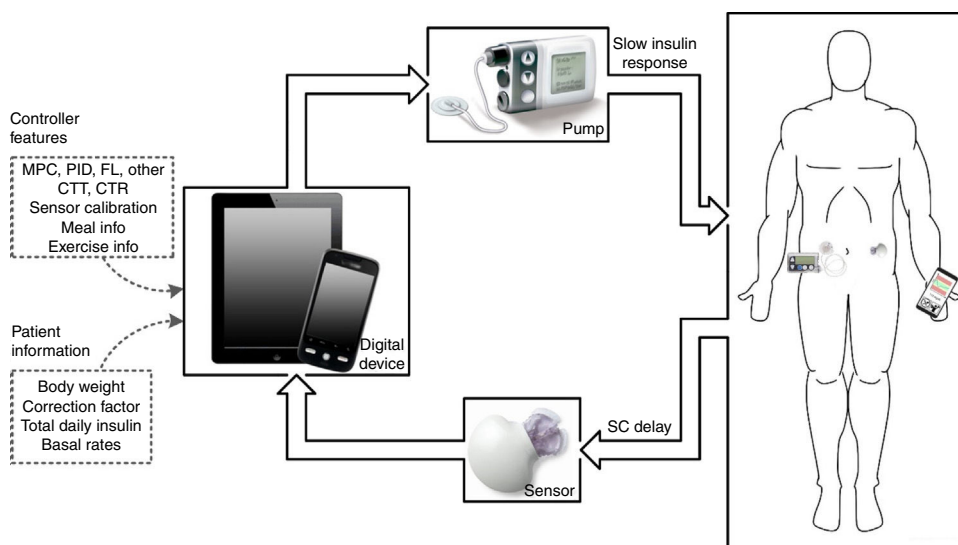 Controller
features
MPC, PID, FL, other
CTT, CTR
Sensor calibration
Meal info
Exercise info
Patient
information
Body weight
Correction factor
Total daily insulin
Basal rates
Digital
device
Pump
Slow insulin
response
SC delay
Sensor